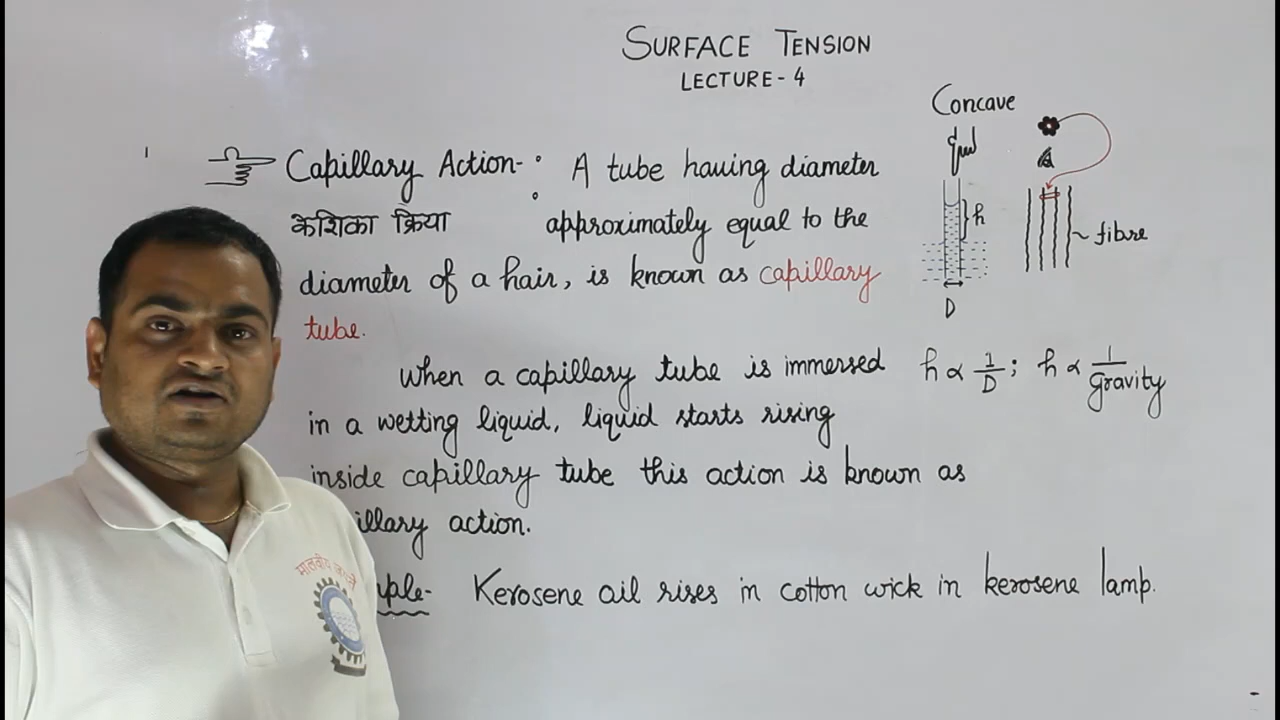 SURFACE TENSION
LECTURE-4
Concave
Capillary Action-: A tube having diameter
केशिका क्रिया approximately equal to the
diameter of a hair, is known as capillary
tube.
h
fibre
D
When a capillary tube is immersed
h ∝ 1/D ; h ∝ 1/gravity
in a wetting liquid, liquid starts rising
inside capillary tube this action is known as
illary action.
ple- Kerosene oil rises in cotton wick in kerosene lamp.